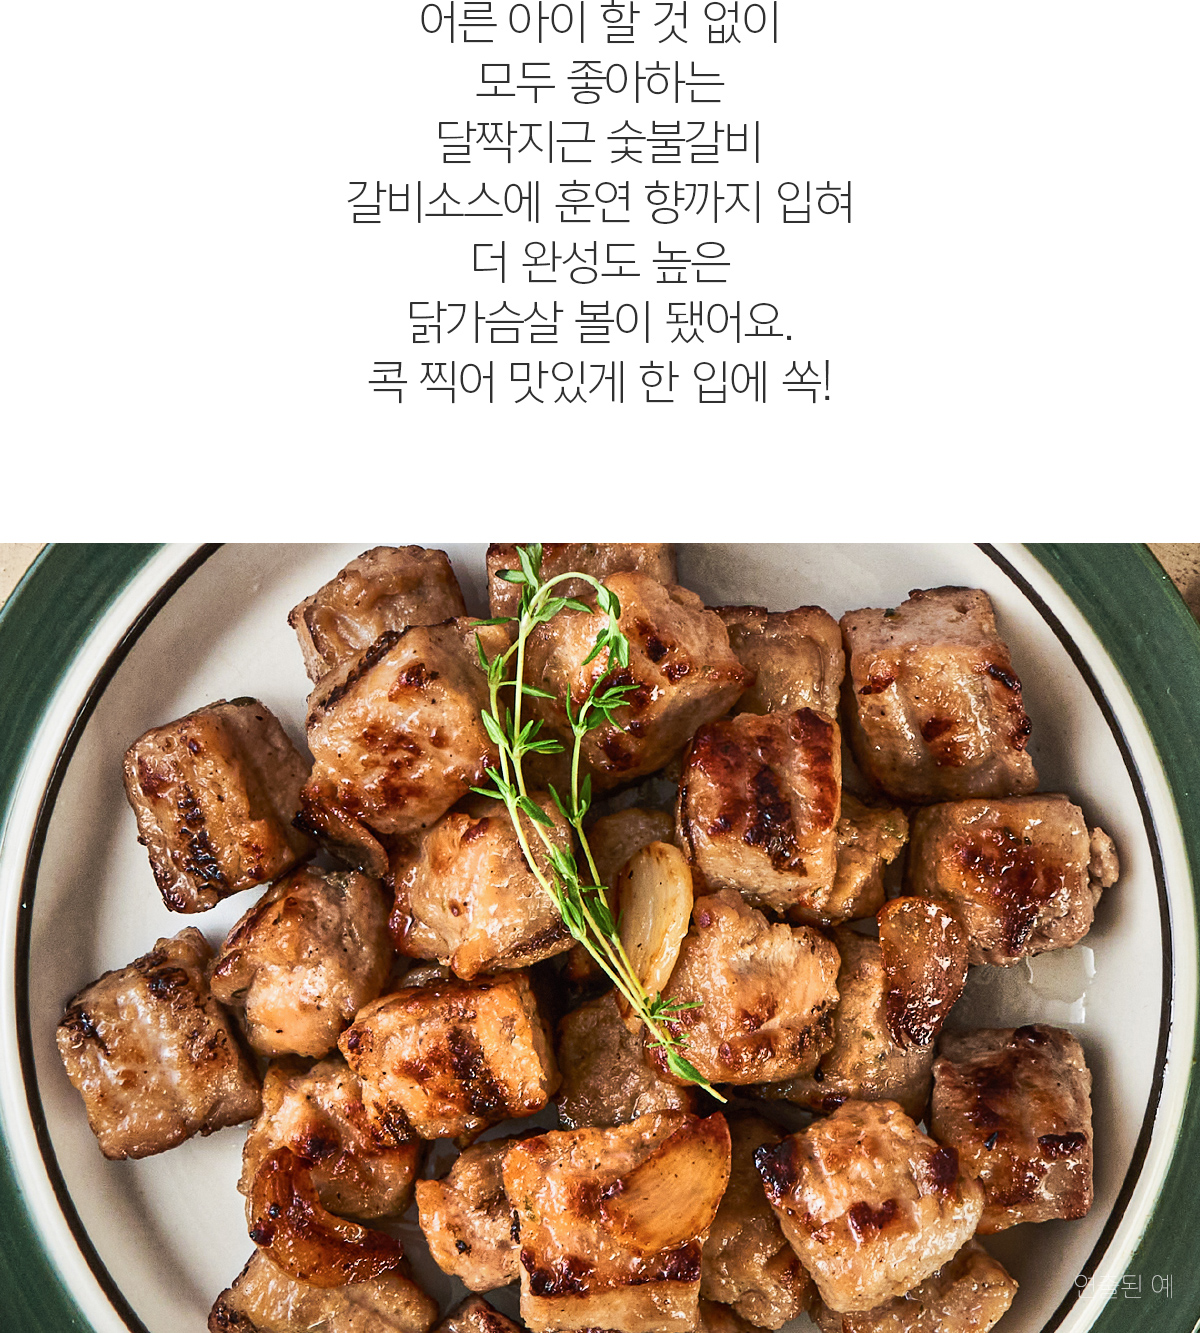 어른 아이 할 것 없이
모두 좋아하는
달짝지근 숯불갈비
갈비소스에 훈연 향까지 입혀
더 완성도 높은
닭가슴살 볼이 됐어요.
콕 찍어 맛있게 한 입에 쏙!
연출된 예